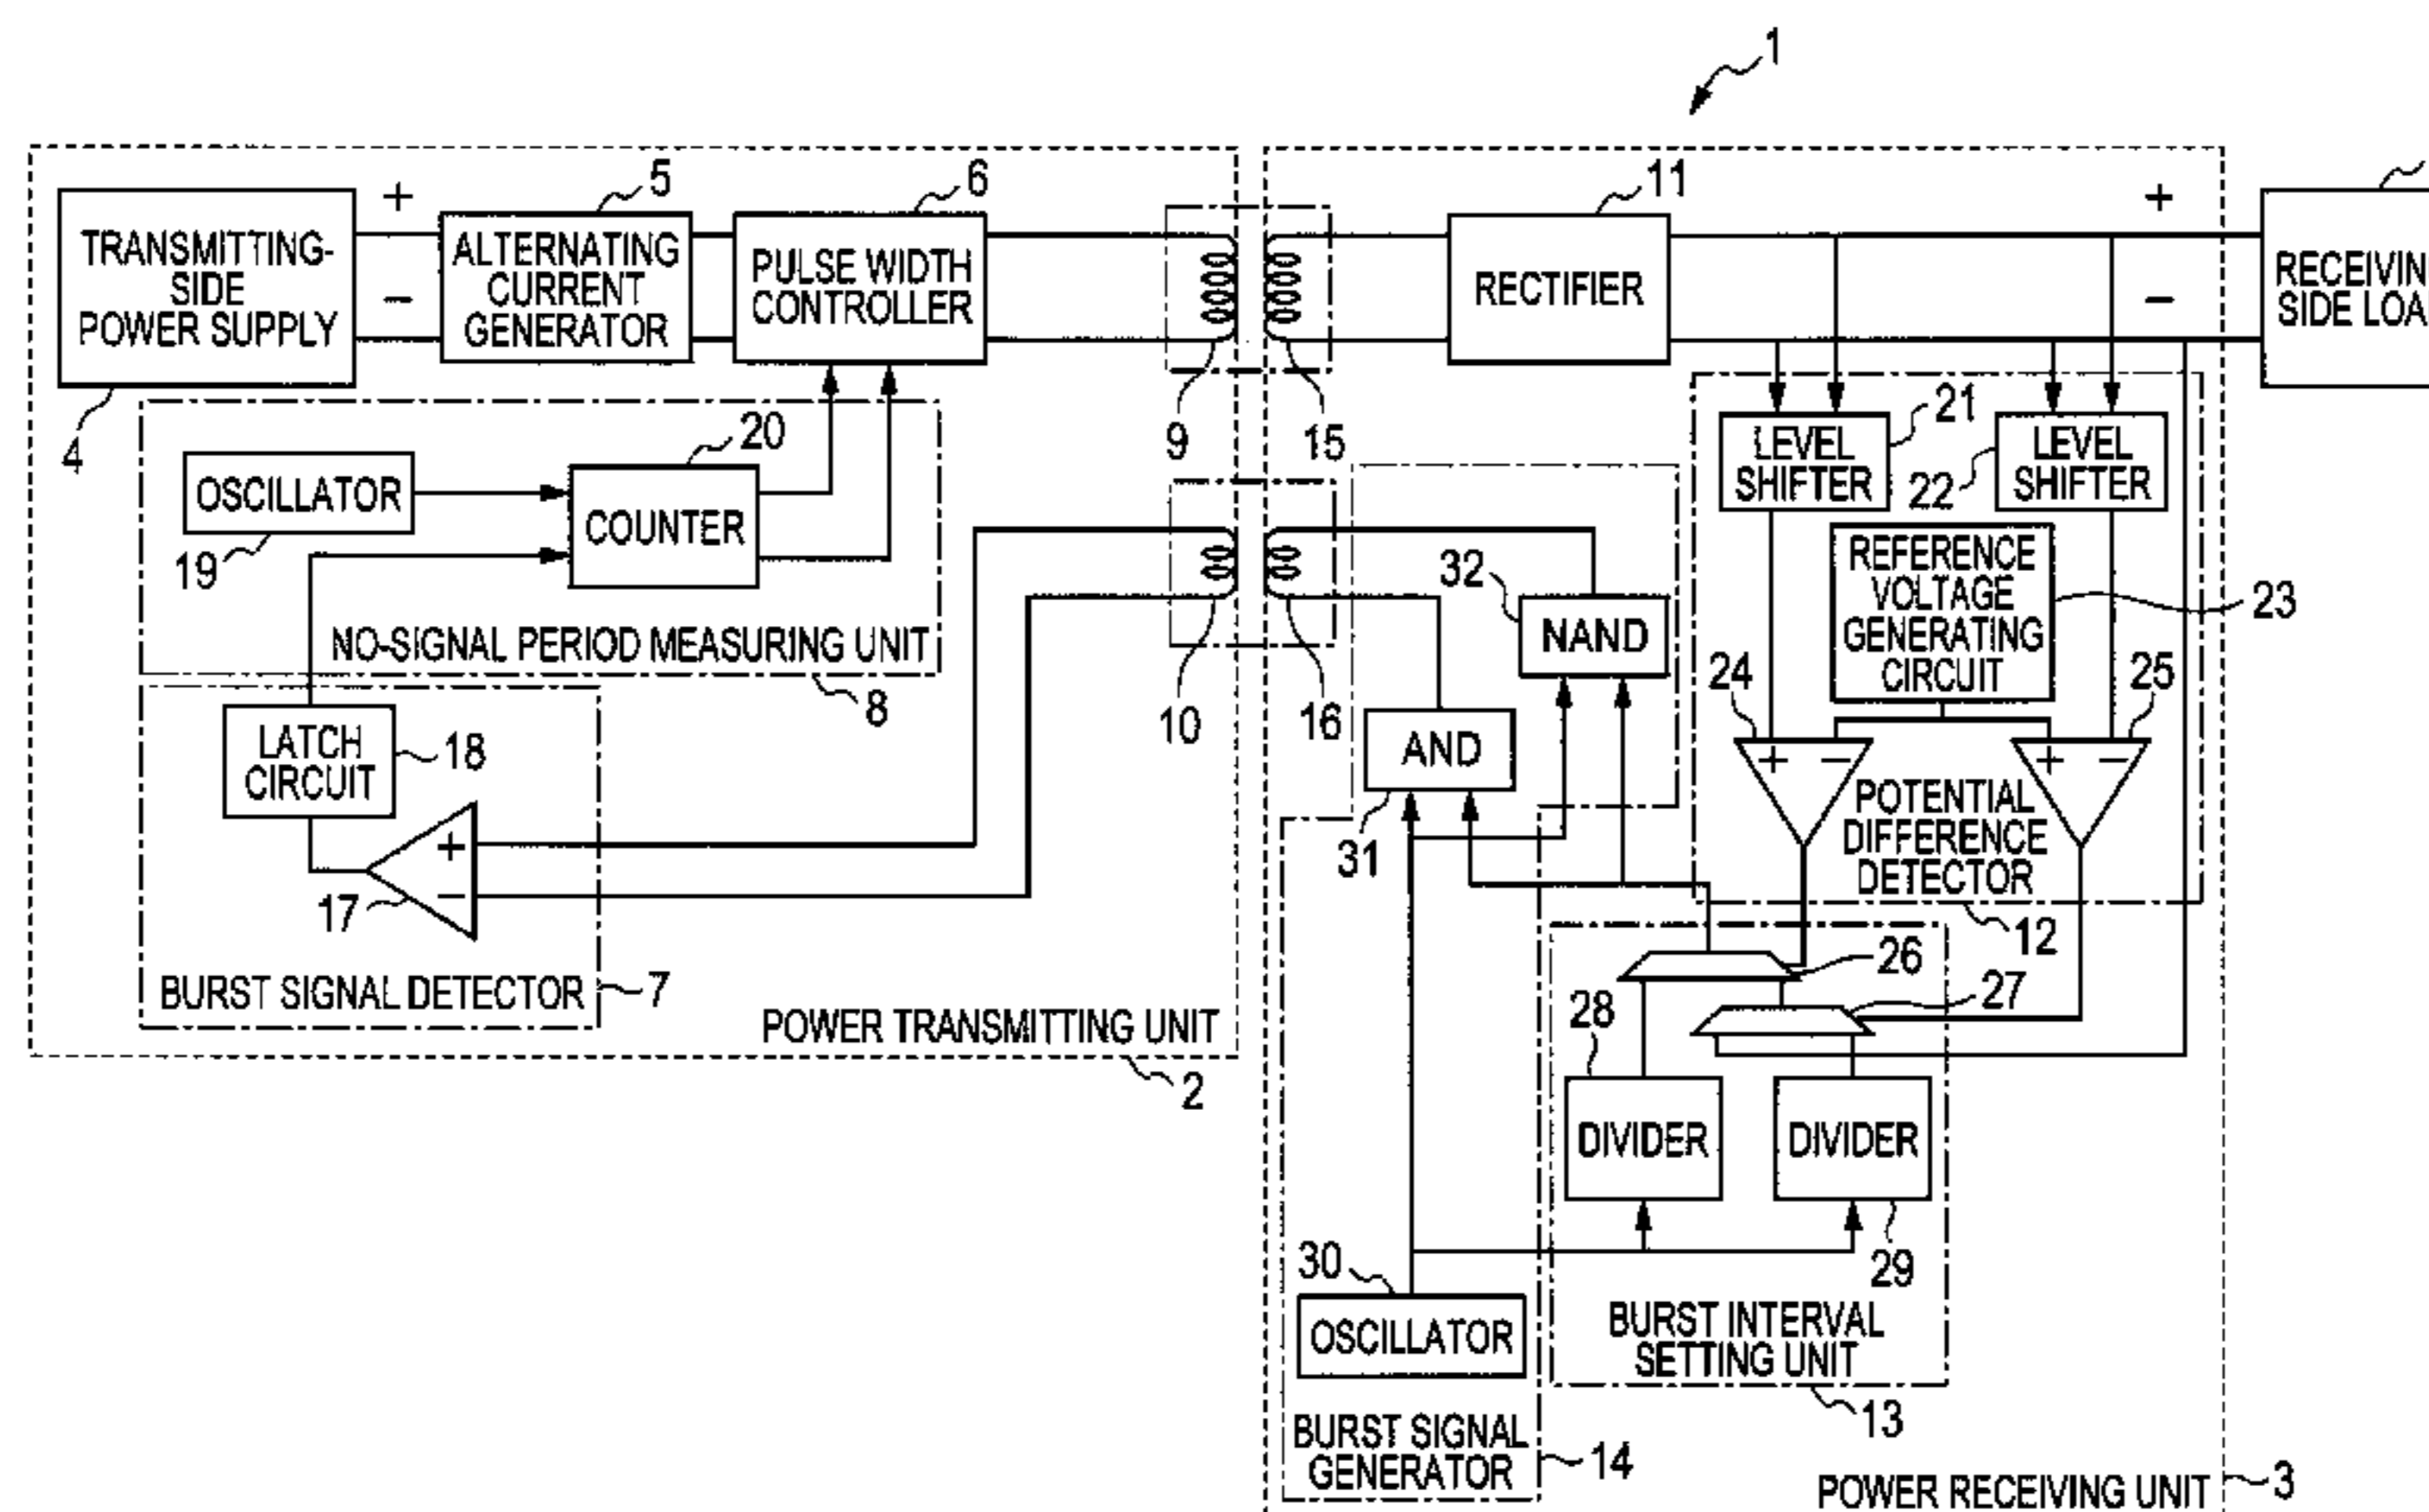 1
5
6
11
+
+
TRANSMITTING-
SIDE
POWER SUPPLY
−
ALTERNATING
CURRENT
GENERATOR
PULSE WIDTH
CONTROLLER
RECTIFIER
−
RECEIVIN
SIDE LOA
4
20
9
15
21
LEVEL
SHIFTER
22
LEVEL
SHIFTER
OSCILLATOR
19
COUNTER
NO-SIGNAL PERIOD MEASURING UNIT
8
10
16
32
NAND
REFERENCE
VOLTAGE
GENERATING
CIRCUIT
23
24
25
LATCH
CIRCUIT
18
AND
31
+ −
+ −
POTENTIAL
DIFFERENCE
DETECTOR
12
+
−
17
BURST SIGNAL DETECTOR
7
POWER TRANSMITTING UNIT
2
26
27
28
DIVIDER
DIVIDER
29
30
OSCILLATOR
BURST INTERVAL
SETTING UNIT
13
BURST SIGNAL
GENERATOR
14
POWER RECEIVING UNIT
3